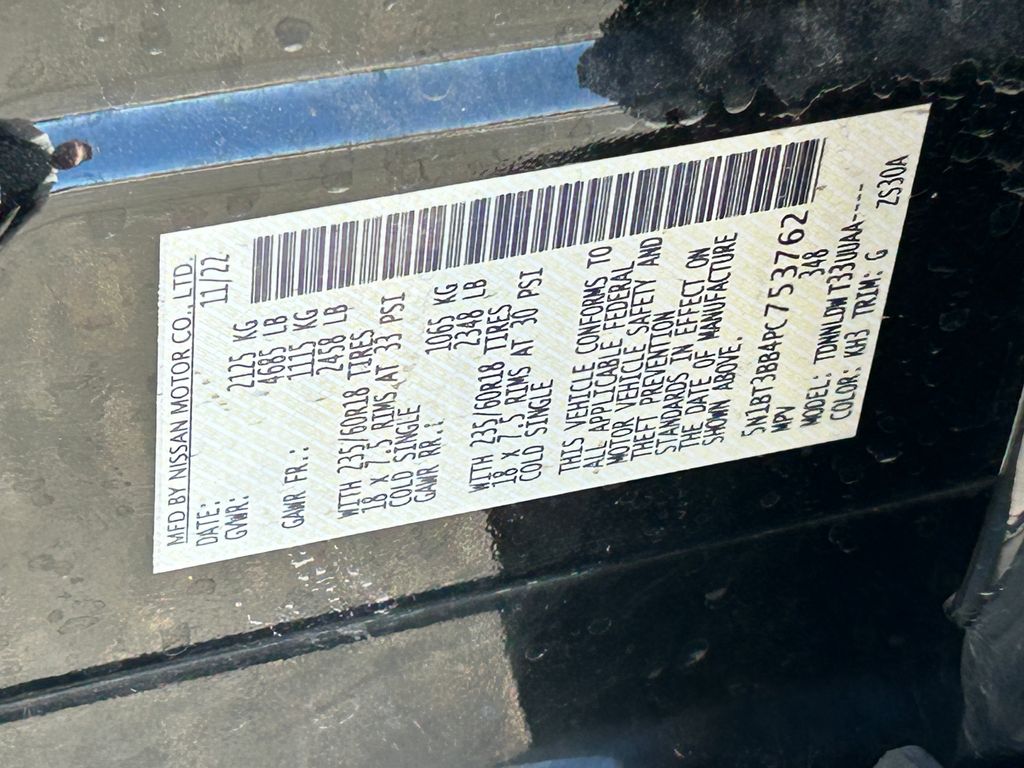 MFD BY NISSAN MOTOR CO., LTD.
DATE: 11/22
GVWR: 2125 KG
4685 LB
GAWR FR.: 1115 KG
2458 LB
WITH 235/60R18 TIRES
18 X 7.5 RIMS AT 33 PSI
COLD SINGLE
GAWR RR.: 1065 KG
2348 LB
WITH 235/60R18 TIRES
18 X 7.5 RIMS AT 30 PSI
COLD SINGLE
THIS VEHICLE CONFORMS TO
ALL APPLICABLE FEDERAL
MOTOR VEHICLE SAFETY AND
THEFT PREVENTION
STANDARDS IN EFFECT ON
THE DATE OF MANUFACTURE
SHOWN ABOVE.
5N1BT3BB4PC753762
MPV 348
MODEL: TDNNLDWT33UUAA----
COLOR: KH3 TRIM: G ZS30A